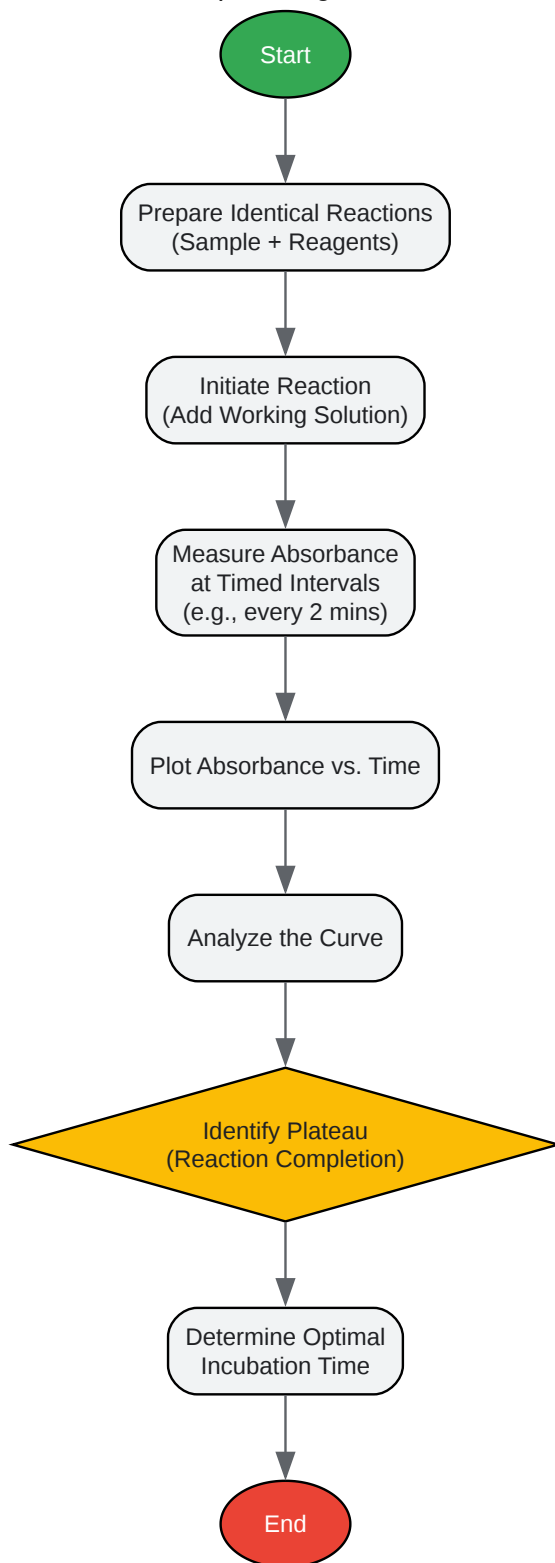 Start
Prepare Identical Reactions
(Sample + Reagents)
Initiate Reaction
(Add Working Solution)
Measure Absorbance
at Timed Intervals
(e.g., every 2 mins)
Plot Absorbance vs. Time
Analyze the Curve
Identify Plateau
(Reaction Completion)
Determine Optimal
Incubation Time
End